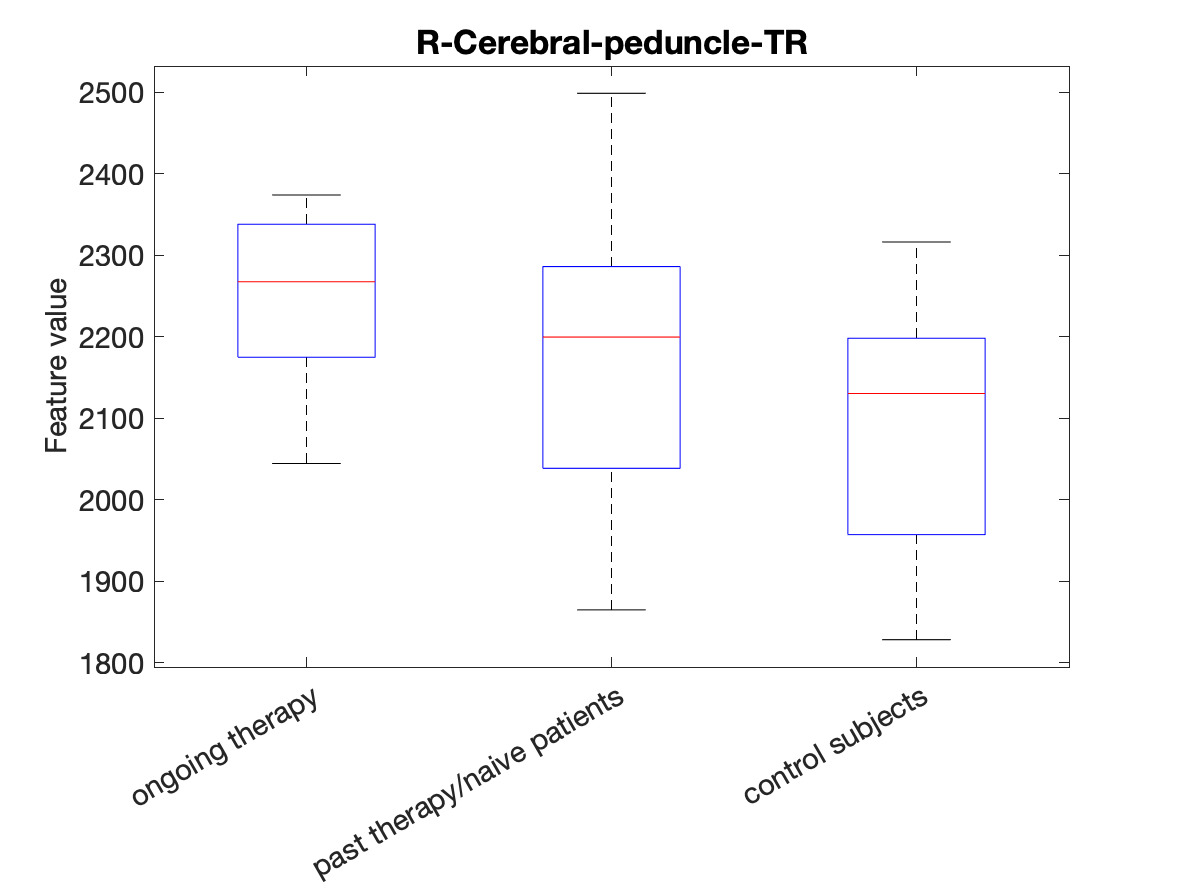 R-Cerebral-peduncle-TR
2500
2400
2300
2200
2100
2000
1900
1800
Feature value
ongoing therapy
past therapy/naive patients
control subjects